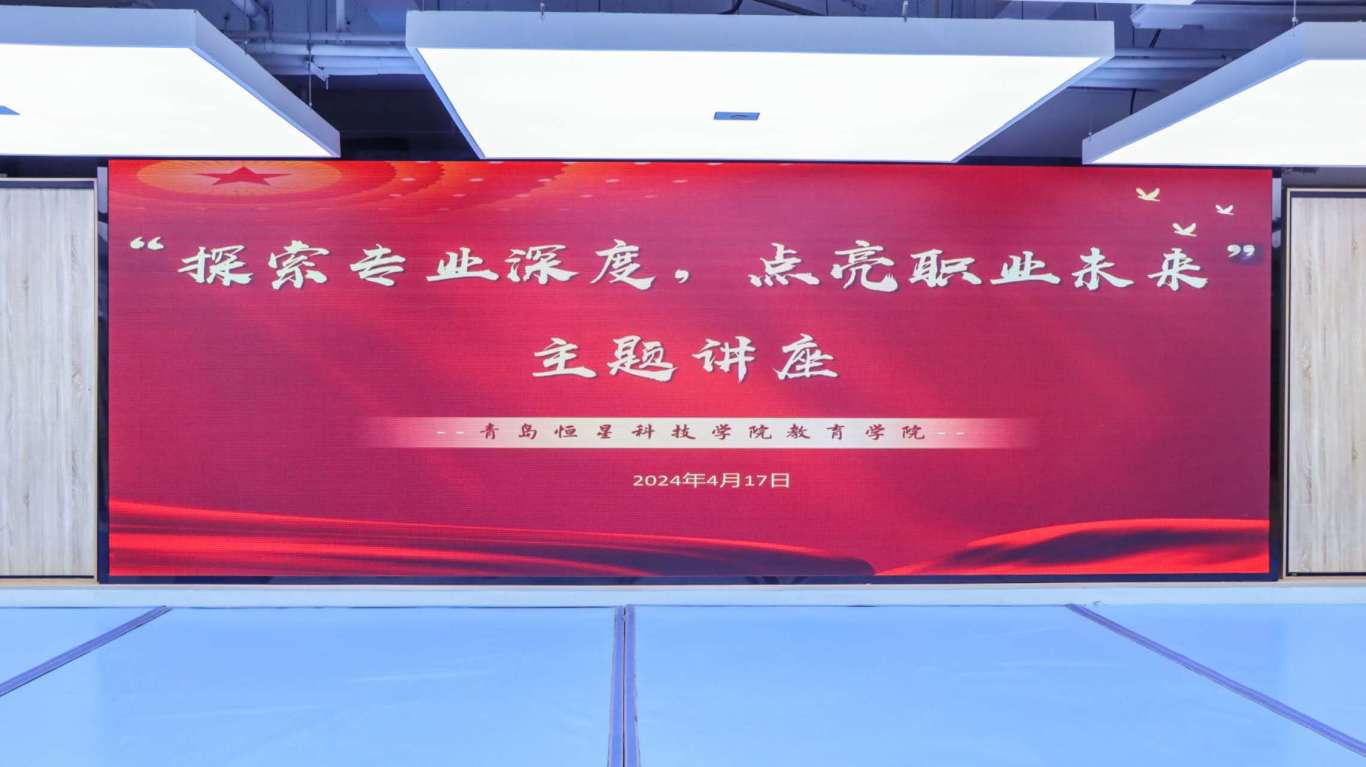 “探索专业深度，点亮职业未来”
主题讲座
--青岛恒星科技学院教育学院--
2024年4月17日